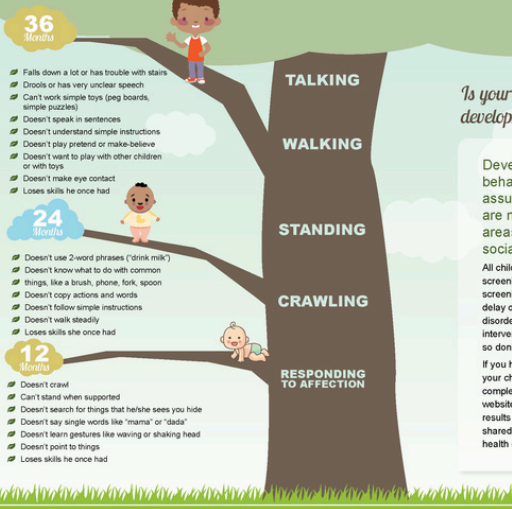 36
Months
Falls down a lot or has trouble with stairs
Drools or has very unclear speech
Can't work simple toys (peg boards,
simple puzzles)
Doesn't speak in sentences
Doesn't understand simple instructions
Doesn't play pretend or make-believe
Doesn't want to play with other children
or with toys
Doesn't make eye contact
Loses skills he once had
24
Months
Doesn't use 2-word phrases ("drink milk")
Doesn't know what to do with common
things, like a brush, phone, fork, spoon
Doesn't copy actions and words
Doesn't follow simple instructions
Doesn't walk steadily
Loses skills she once had
12
Months
Doesn't crawl
Can't stand when supported
Doesn't search for things that he/she sees you hide
Doesn't say single words like "mama" or "dada"
Doesn't learn gestures like waving or shaking head
Doesn't point to things
Loses skills he once had
TALKING
WALKING
STANDING
CRAWLING
RESPONDING
TO AFFECTION
Is your
develop
Deve
beha
assu
are n
area
socia
All chil
screen
screen
delay o
disorde
interve
so don
If you h
your ch
comple
website
results
shared
health